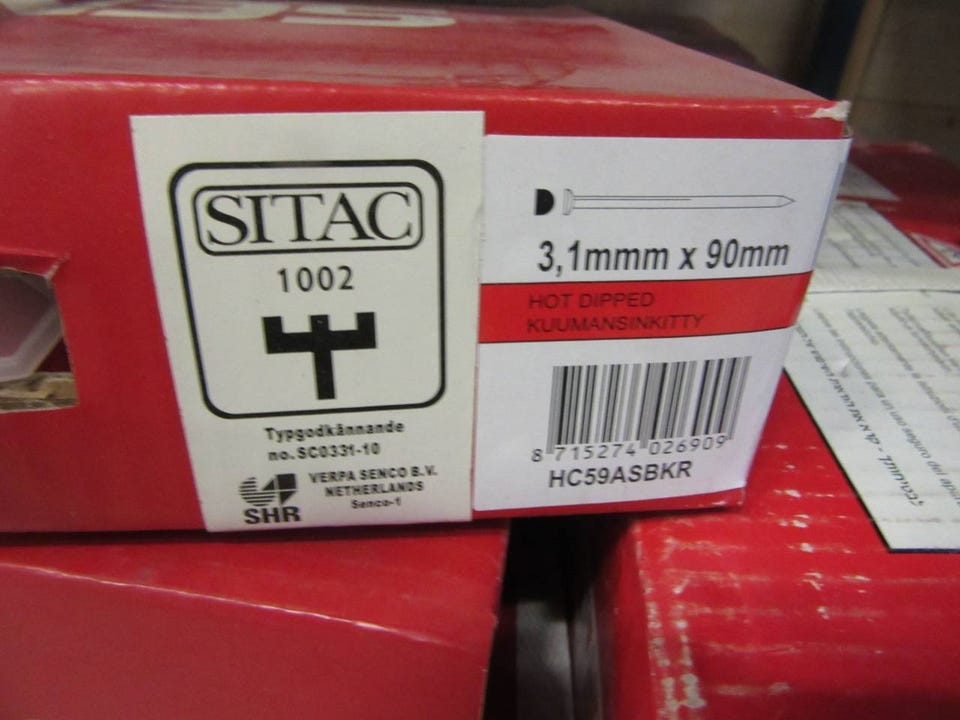 35
SITAC
1002
Typgodkännande
no.SC0331-10
SHR
VERPA SENCO B.V.
NETHERLANDS
Senco-1
3,1mmm x 90mm
HOT DIPPED
KUUMANSINKITTY
8 715274 026909
HC59ASBKR